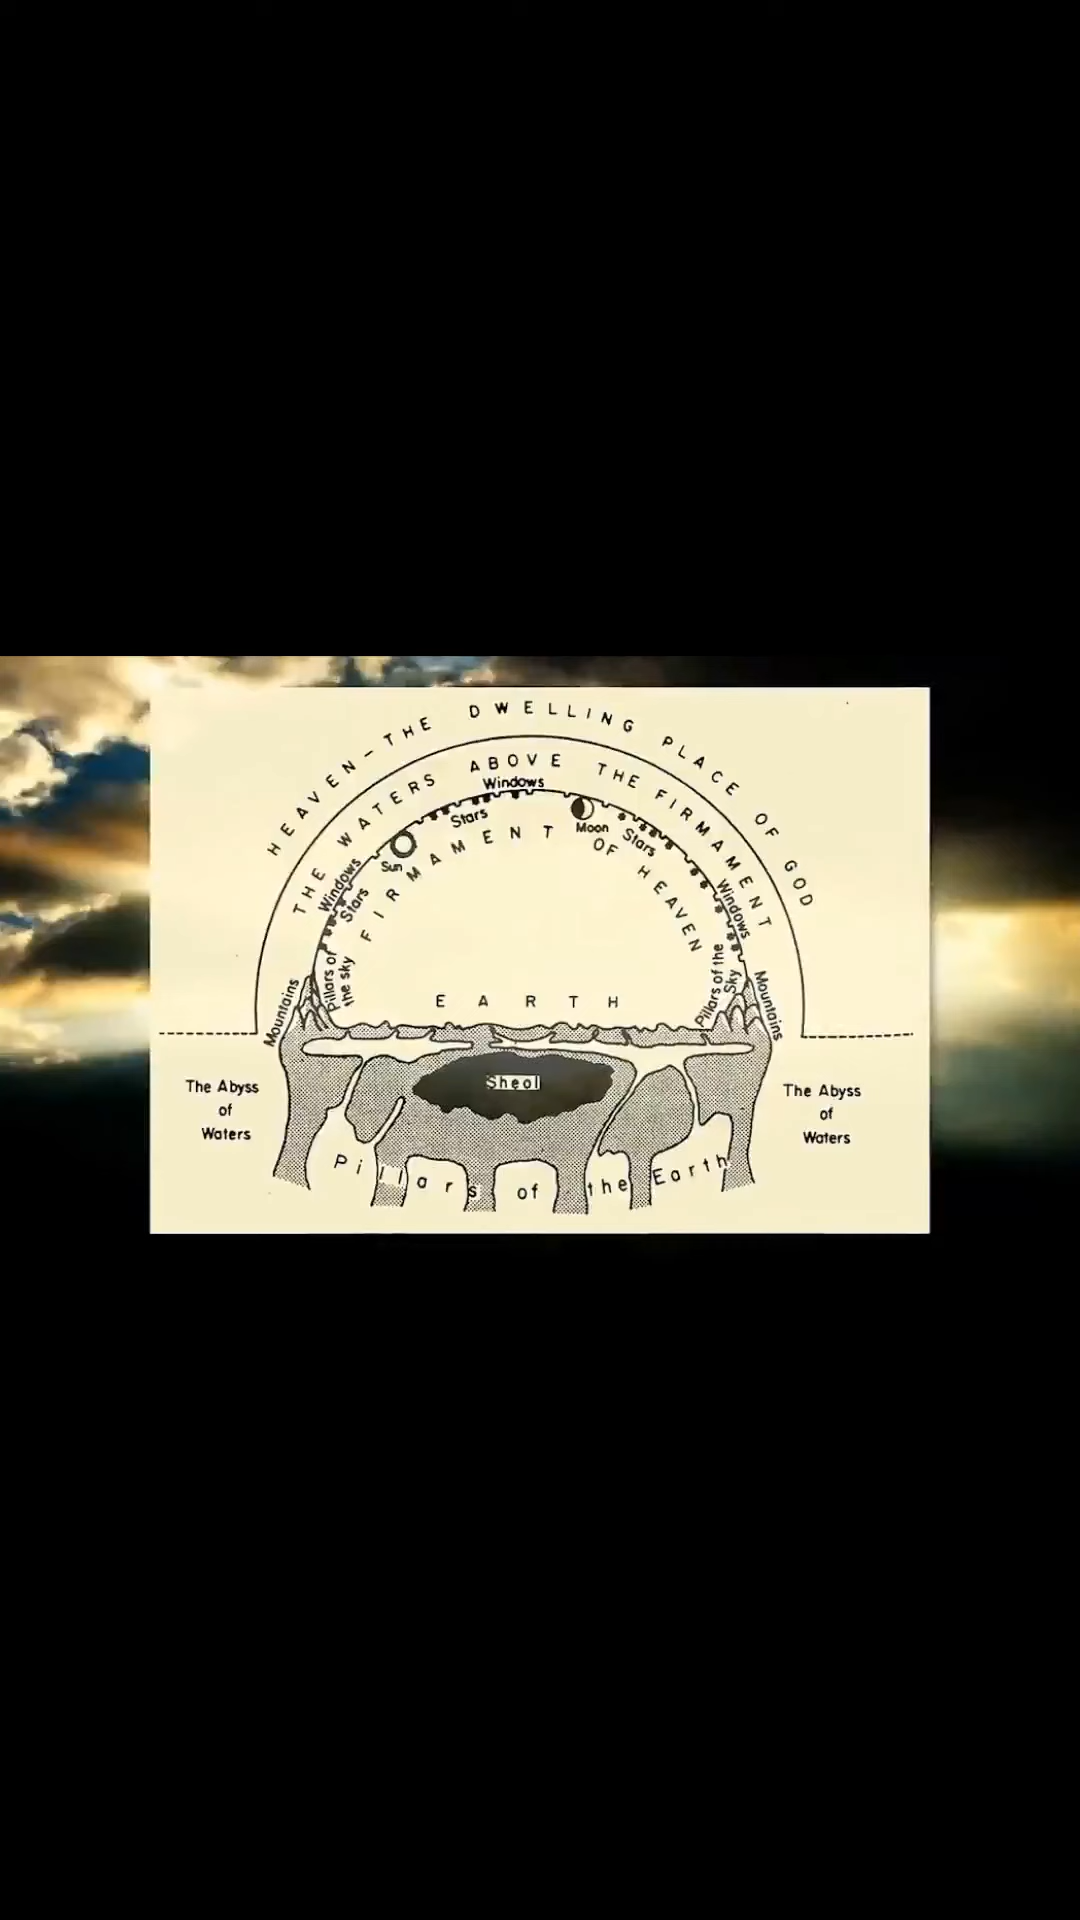 HEAVEN-THE DWELLING PLACE OF GOD
THE WATERS ABOVE THE FIRMAMENT
Windows
Stars
Moon
Stars
Sun
Windows
Stars
FIRMAMENT OF HEAVEN
Windows
Pillars of
the sky
Pillars of the
Sky
Mountains
Mountains
EARTH
Sheol
The Abyss
of
Waters
The Abyss
of
Waters
Pillars of the Earth